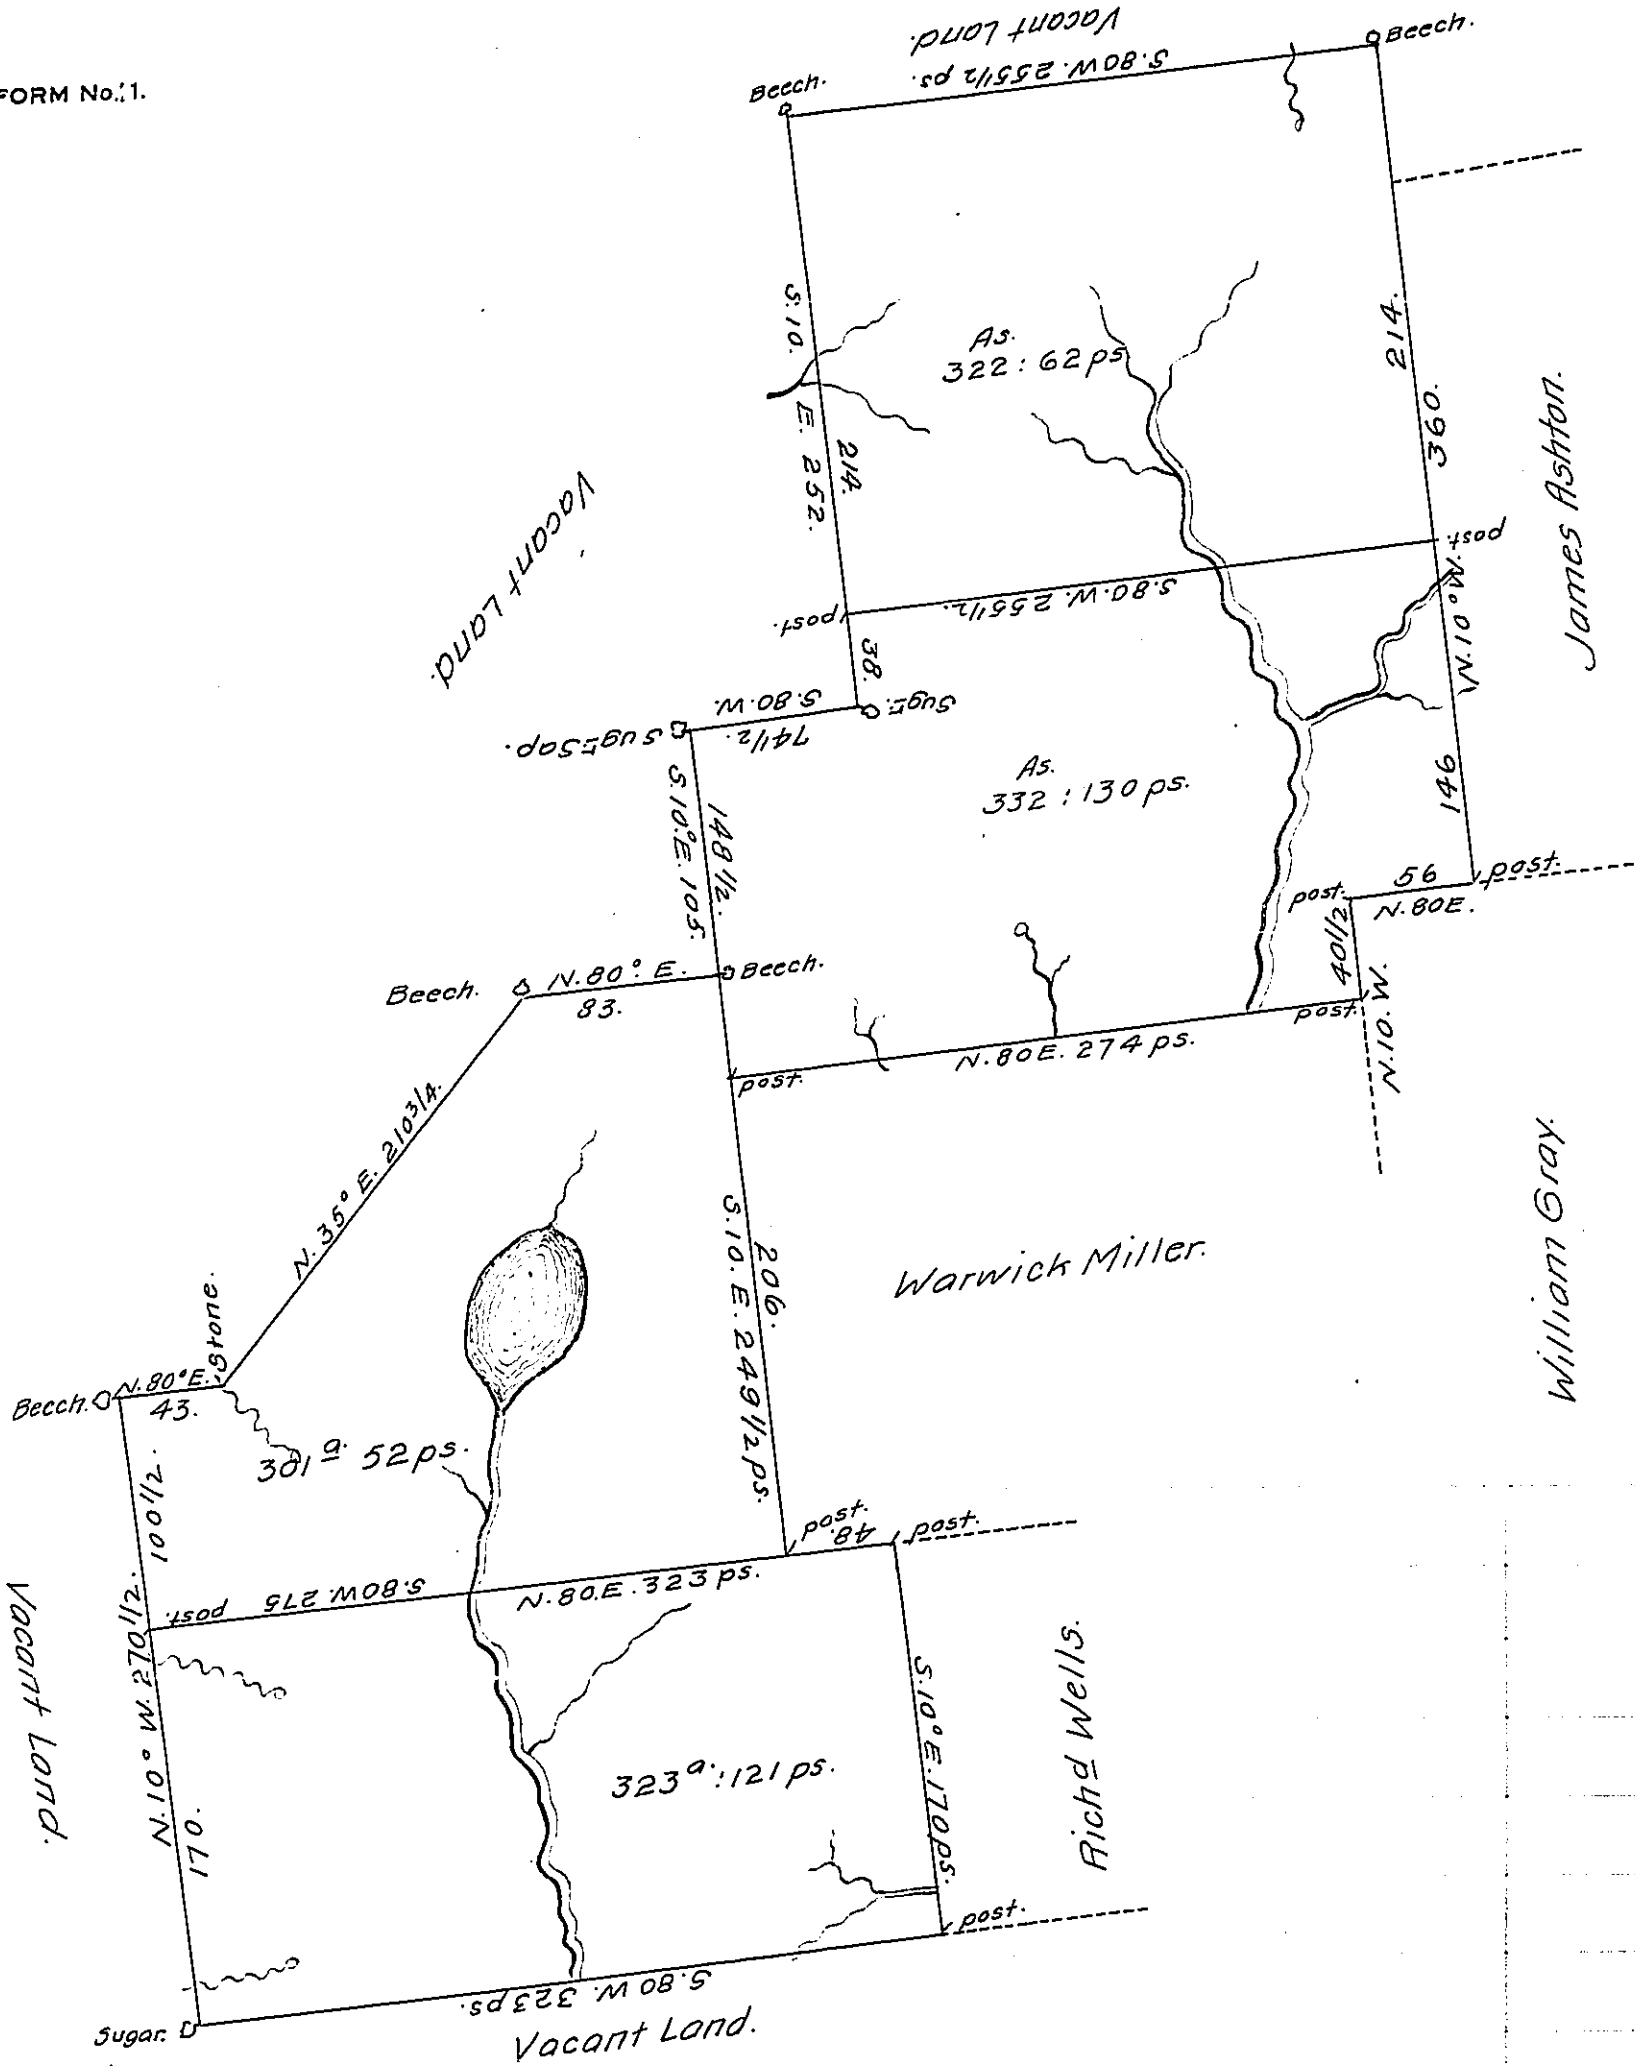 FORM No. 1.
Vacant Land.
S. 80 W. 255 1/2 ps.
Beech.
Beech.
As.
322 : 62 ps
S. 10. E. 252.
214.
214.
360.
N. 10° W.
146
James Ashton.
Vacant Land
post.
post.
S. 80. W. 255 1/2.
38.
Sugr.
S. 80. W.
74 1/2.
Sugr. Sap.
As.
332 : 130 ps.
148 1/2.
S. 10° E. 105.
56
post.
post.
N. 80 E.
40 1/2
N. 10. W.
Beech.
N. 80° E.
83.
Beech.
post.
N. 80 E. 274 ps.
post.
N. 35° E. 210 3/4.
206.
S. 10. E. 249 1/2 ps.
Warwick Miller.
William Gray.
Stone.
Beech.
N. 80° E.
43.
301 a. 52 ps.
100 1/2.
post.
48.
post.
post
S. 80 W. 275
N. 80. E. 323 ps.
Vacant Land.
N. 10° W. 270 1/2.
170.
323 a. : 121 ps.
S. 10° E. 170 ps.
Richd Wells.
post.
S. 80 W. 323 ps.
Sugar.
Vacant Land.